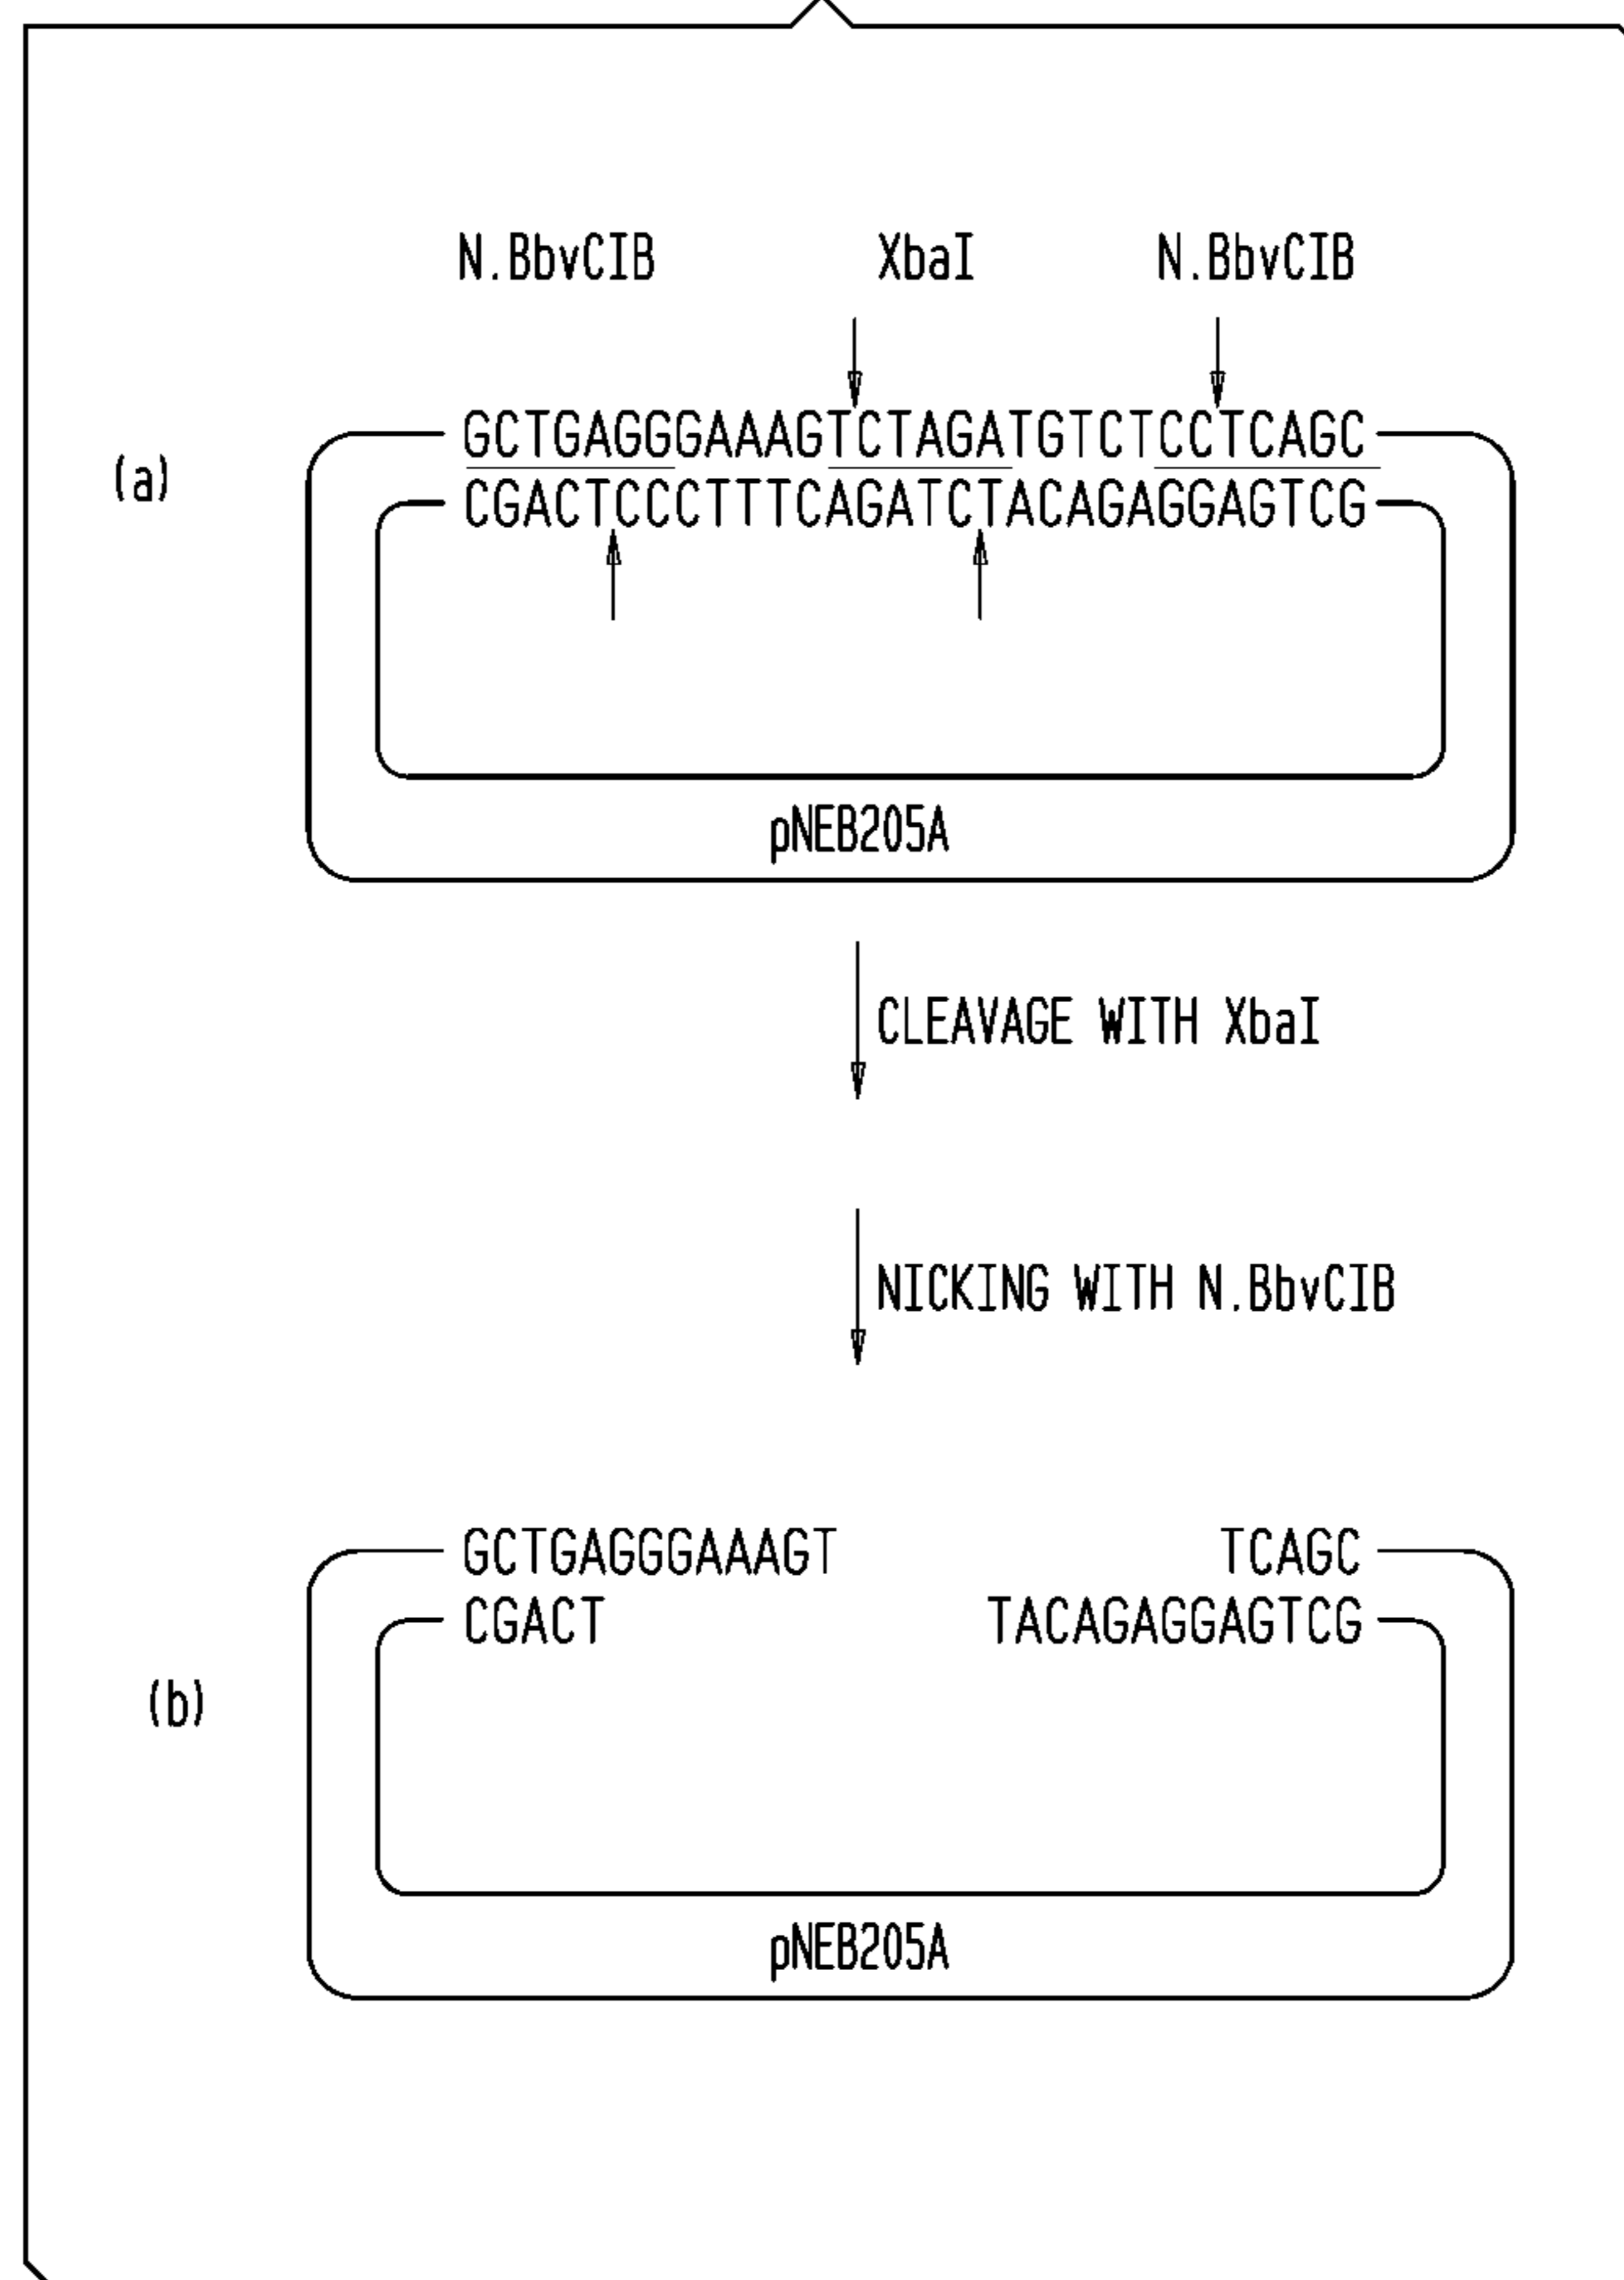 N.BbvCIB XbaI N.BbvCIB
(a)
GCTGAGGGAAAGTCTAGATGTCTCCTCAGC
CGACTCCCTTTCAGATCTACAGAGGAGTCG
pNEB205A
CLEAVAGE WITH XbaI
NICKING WITH N.BbvCIB
GCTGAGGGAAAGT TCAGC
CGACT TACAGAGGAGTCG
(b)
pNEB205A